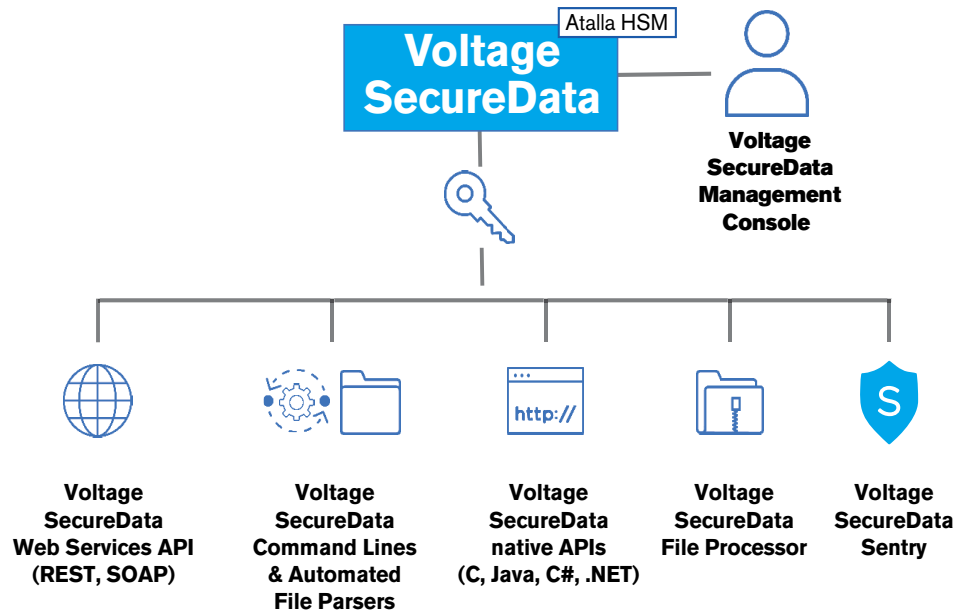 Atalla HSM
Voltage
SecureData
Voltage
SecureData
Management
Console
http://
S
Voltage
SecureData
Web Services API
(REST, SOAP)
Voltage
SecureData
Command Lines
& Automated
File Parsers
Voltage
SecureData
native APIs
(C, Java, C#, .NET)
Voltage
SecureData
File Processor
Voltage
SecureData
Sentry